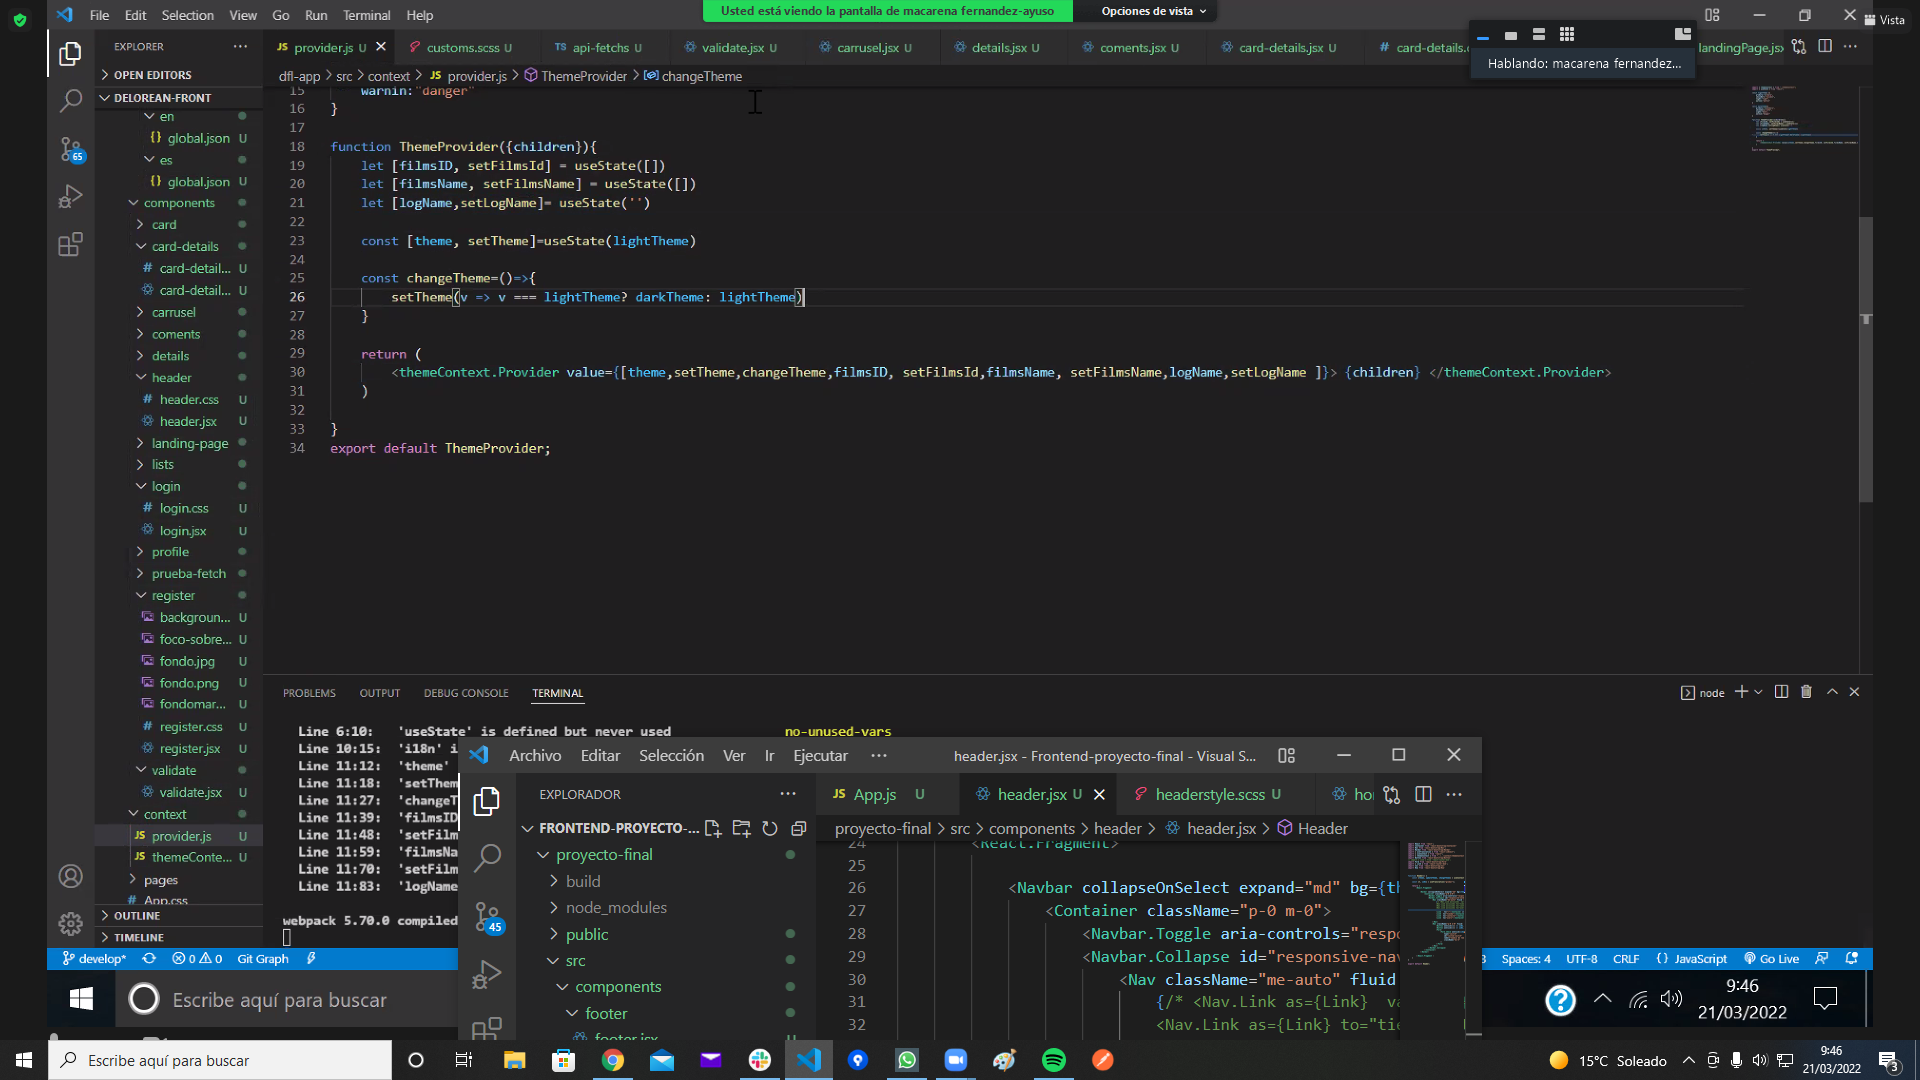 File Edit Selection View Go Run Terminal Help
Usted está viendo la pantalla de macarena fernandez-ayuso
Opciones de vista
Vista
Hablando: macarena fernandez...
EXPLORER
provider.js
customs.scss U
TS api-fetchs U
validate.jsx U
carrusel.jsx U
details.jsx U
coments.jsx U
card-details.jsx U
# card-details.c
landingPage.jsx
dfl-app > src > context > JS provider.js > ThemeProvider > changeTheme
OPEN EDITORS
DELOREAN-FRONT
en
{} global.json U
es
{} global.json U
components
card
card-details
# card-detail... U
card-detail... U
carrusel
coments
details
header
# header.css U
header.jsx U
landing-page
lists
login
# login.css U
login.jsx U
profile
prueba-fetch
register
backgroun... U
foco-sobre... U
fondo.jpg U
fondo.png U
fondomar... U
# register.css U
register.jsx U
validate
validate.jsx U
context
JS provider.js U
JS themeConte... U
pages
# App.css
OUTLINE
TIMELINE
65
15 warnin:"danger"
16 }
17
18 function ThemeProvider({children}){
19 let [filmsID, setFilmsId] = useState([])
20 let [filmsName, setFilmsName] = useState([])
21 let [logName,setLogName]= useState('')
22
23 const [theme, setTheme]=useState(lightTheme)
24
25 const changeTheme=()=>{
26 setTheme(v => v === lightTheme? darkTheme: lightTheme)
27 }
28
29 return (
30 <themeContext.Provider value={[theme,setTheme,changeTheme,filmsID, setFilmsId,filmsName, setFilmsName,logName,setLogName ]}> {children} </themeContext.Provider>
31 )
32
33 }
34 export default ThemeProvider;
PROBLEMS OUTPUT DEBUG CONSOLE TERMINAL
node
Line 6:10: 'useState' is defined but never used no-unused-vars
Line 10:15: 'i18n' i
Line 11:12: 'theme'
Line 11:18: 'setThem
Line 11:27: 'changeT
Line 11:39: 'filmsID
Line 11:48: 'setFilm
Line 11:59: 'filmsNa
Line 11:70: 'setFilm
Line 11:83: 'logName
webpack 5.70.0 compiled
Archivo Editar Selección Ver Ir Ejecutar ···
header.jsx - Frontend-proyecto-final - Visual S...
EXPLORADOR
JS App.js U
header.jsx U
headerstyle.scss U
hor
FRONTEND-PROYECTO-...
proyecto-final > src > components > header > header.jsx > Header
proyecto-final
build
node_modules
public
src
components
footer
footer.jsx
45
24 <React.Fragment>
25
26 <Navbar collapseOnSelect expand="md" bg={th
27 <Container className="p-0 m-0">
28 <Navbar.Toggle aria-controls="respo
29 <Navbar.Collapse id="responsive-nav
30 <Nav className="me-auto" fluid
31 {/* <Nav.Link as={Link} va
32 <Nav.Link as={Link} to="tie
develop* 0 0 Git Graph
Spaces: 4 UTF-8 CRLF {} JavaScript Go Live
Escribe aquí para buscar
9:46
21/03/2022
Escribe aquí para buscar
15°C Soleado
9:46
21/03/2022
3